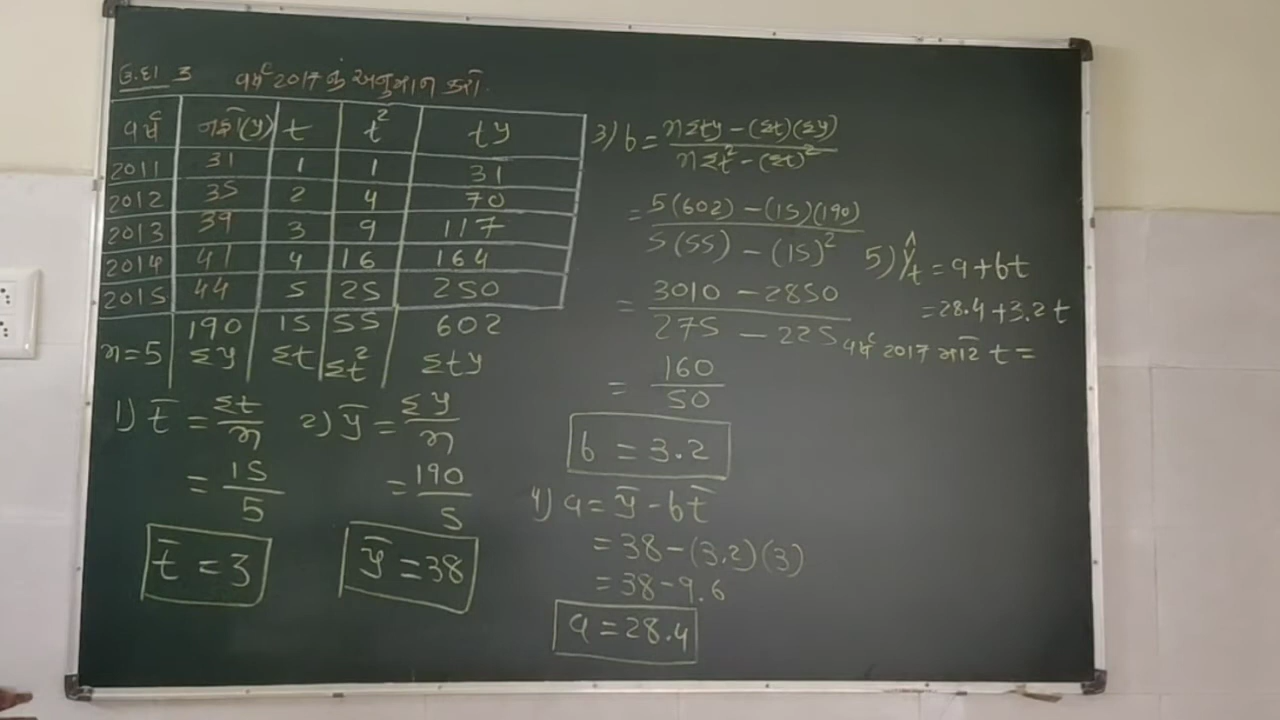 ઉ.દા 3 વર્ષ 2017 નું અનુમાન કરો.
વર્ષ નફો (y) t t² ty
2011 31 1 1 31
2012 35 2 4 70
2013 39 3 9 117
2014 41 4 16 164
2015 44 5 25 250
190 15 55 602
n=5 Σy Σt Σt² Σty
1) t̅ = Σt/n
= 15/5
t̅ = 3
2) y̅ = Σy/n
= 190/5
y̅ = 38
3) b = nΣty - (Σt)(Σy) / nΣt² - (Σt)²
= 5(602) - (15)(190) / 5(55) - (15)²
= 3010 - 2850 / 275 - 225
= 160/50
b = 3.2
4) a = y̅ - bt̅
= 38 - (3.2)(3)
= 38 - 9.6
a = 28.4
5) ŷt = a + bt
= 28.4 + 3.2 t
વર્ષ 2017 માટે t =